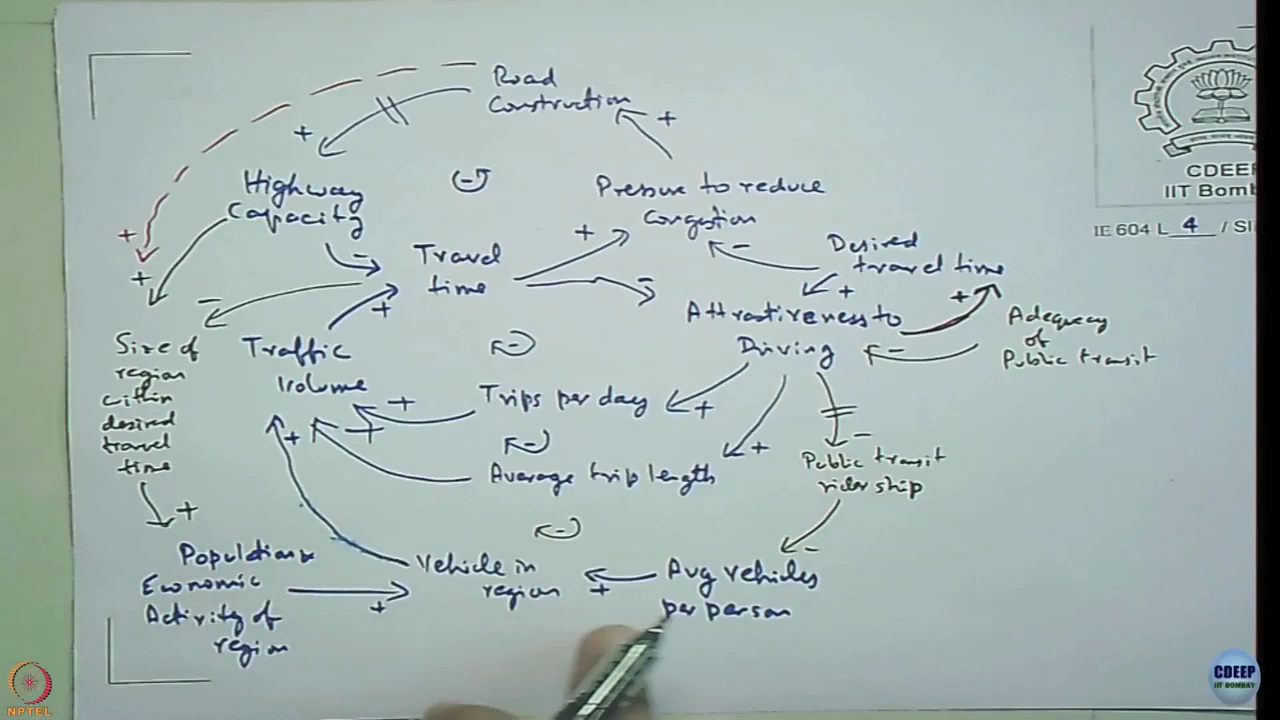 Road
Construction
+
+
Highway
Capacity
-
Pressure to reduce
Congestion
CDEEP
IIT Bomb
IE 604 L 4 / SI
+
+
-
Travel
time
+
-
Desired
travel time
-
-
+
+
+
Attractiveness to
Driving
Adequacy
of
Public transit
-
Size of
region
within
desired
travel
time
Traffic
Volume
-
Trips per day
+
+
+
+
-
Average trip length
+
-
Public transit
ridership
+
-
Population &
Economic
Activity of
region
+
Vehicle in
region
+
Avg vehicles
per person
-
NPTEL
CDEEP
IIT BOMBAY